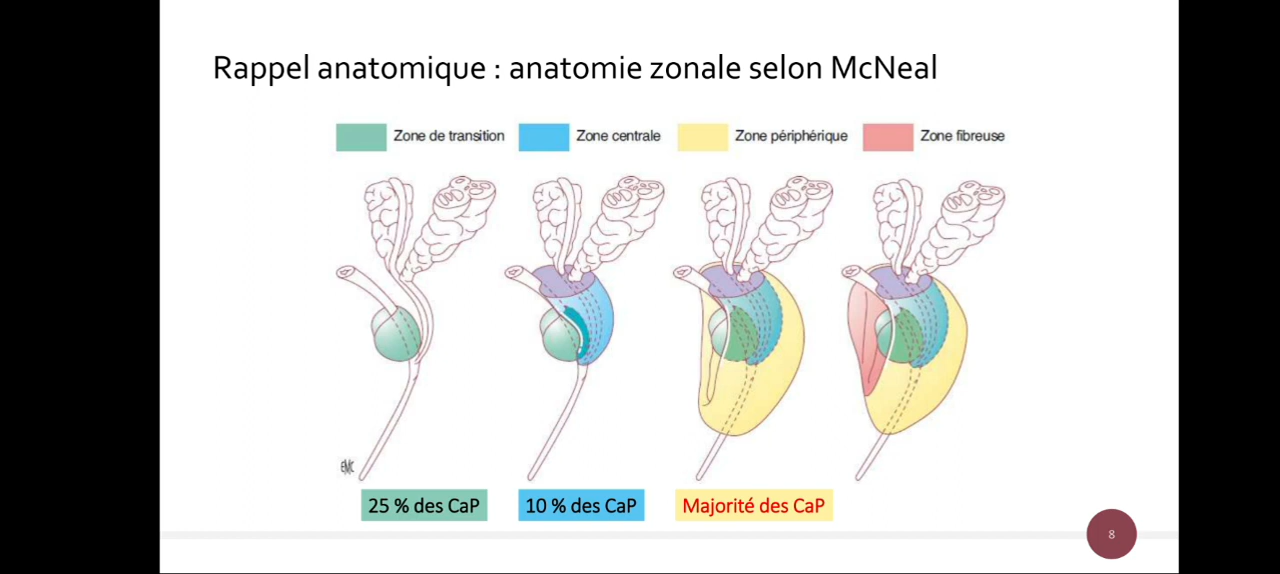 Rappel anatomique : anatomie zonale selon McNeal
Zone de transition
Zone centrale
Zone périphérique
Zone fibreuse
EMC
25 % des CaP
10 % des CaP
Majorité des CaP
8